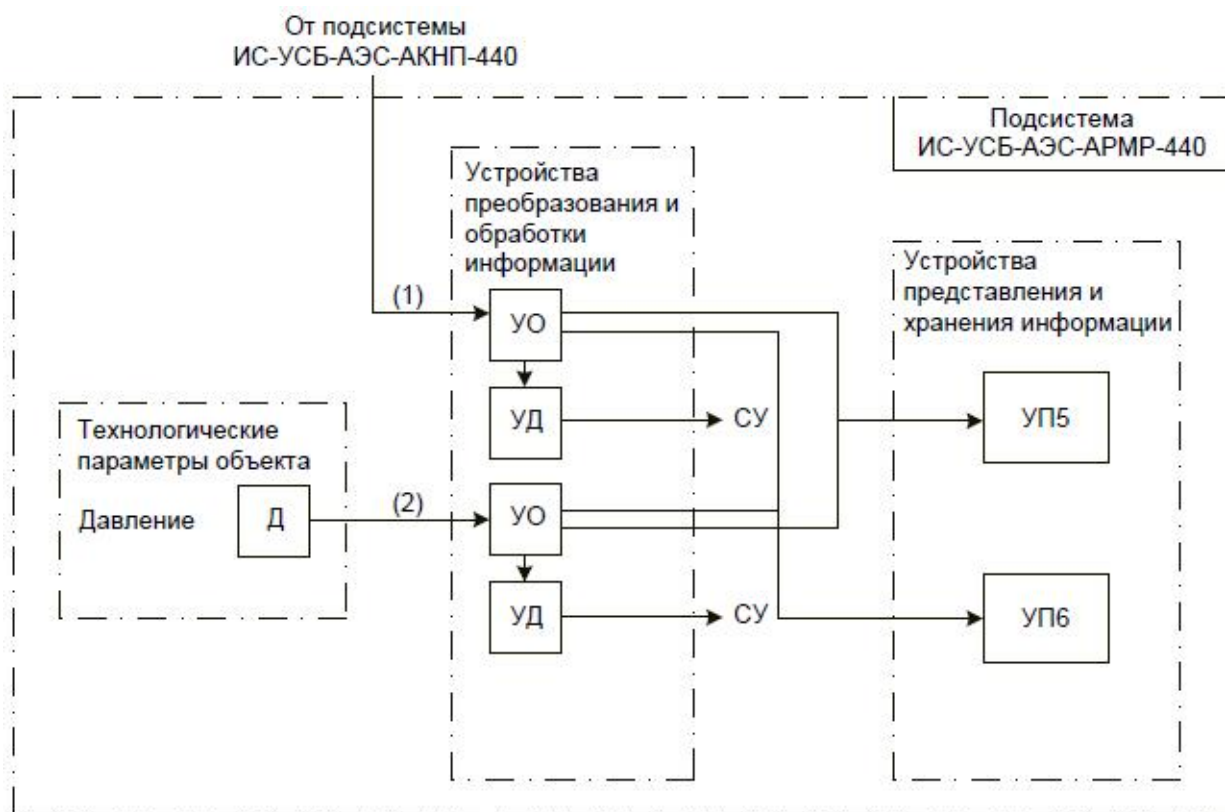 От подсистемы
ИС-УСБ-АЭС-АКНП-440
Подсистема
ИС-УСБ-АЭС-АРМР-440
Устройства
преобразования и
обработки
информации
Устройства
представления и
хранения информации
(1)
УО
УД
СУ
УП5
Технологические
параметры объекта
Давление
Д
(2)
УО
УД
СУ
УП6